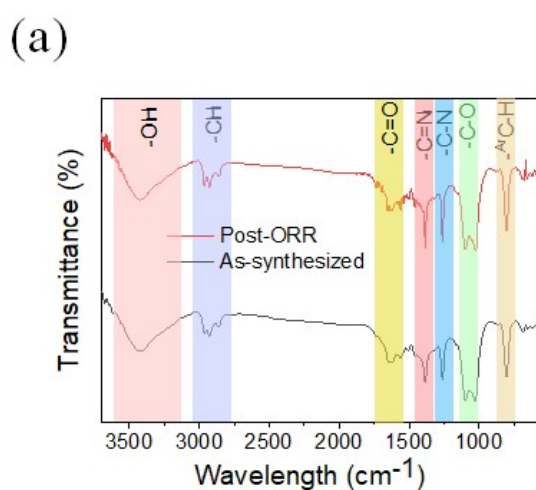 (a)
-OH
-CH
-C=O
-C=N
-C-N
-C-O
-ᴬʳC-H
Transmittance (%)
Post-ORR
As-synthesized
3500 3000 2500 2000 1500 1000
Wavelength (cm⁻¹)